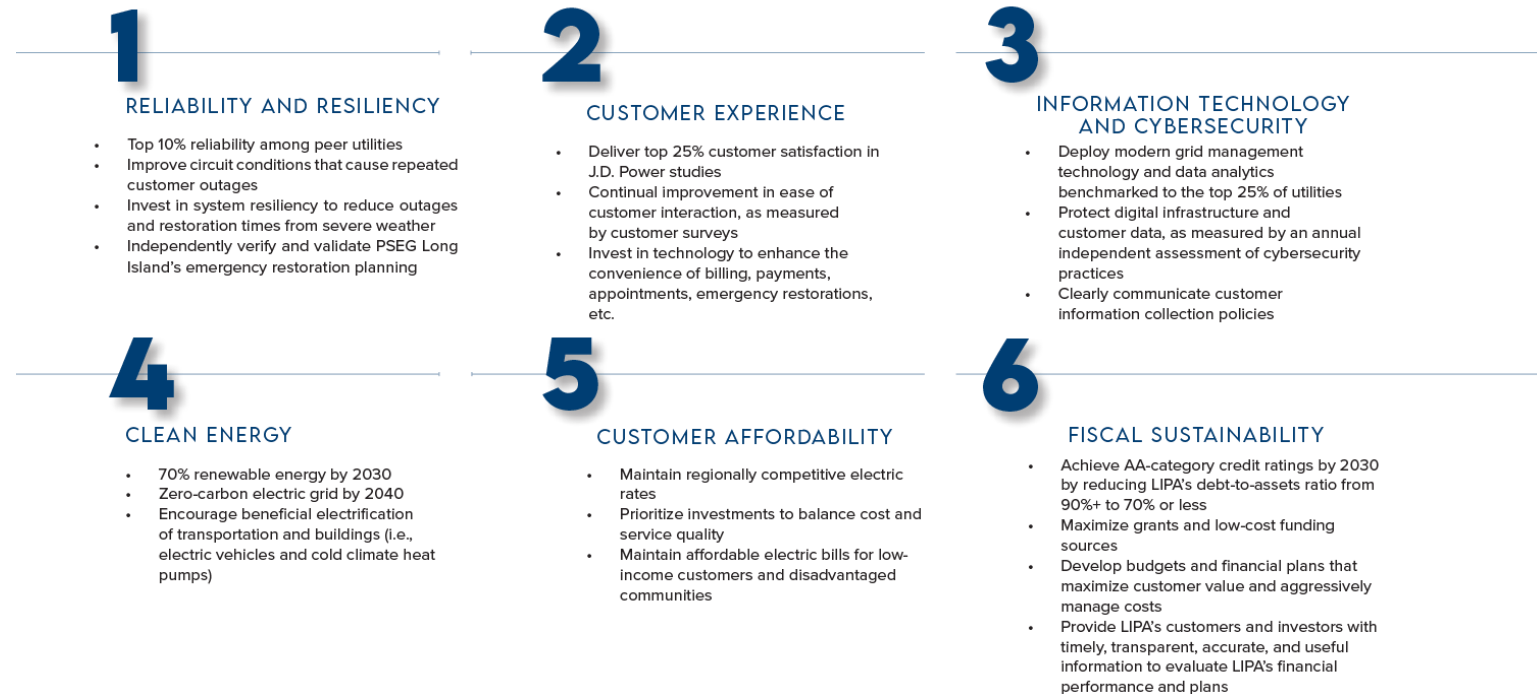 1
RELIABILITY AND RESILIENCY
• Top 10% reliability among peer utilities
• Improve circuit conditions that cause repeated
customer outages
• Invest in system resiliency to reduce outages
and restoration times from severe weather
• Independently verify and validate PSEG Long
Island’s emergency restoration planning
2
CUSTOMER EXPERIENCE
• Deliver top 25% customer satisfaction in
J.D. Power studies
• Continual improvement in ease of
customer interaction, as measured
by customer surveys
• Invest in technology to enhance the
convenience of billing, payments,
appointments, emergency restorations,
etc.
3
INFORMATION TECHNOLOGY
AND CYBERSECURITY
• Deploy modern grid management
technology and data analytics
benchmarked to the top 25% of utilities
• Protect digital infrastructure and
customer data, as measured by an annual
independent assessment of cybersecurity
practices
• Clearly communicate customer
information collection policies
4
CLEAN ENERGY
• 70% renewable energy by 2030
• Zero-carbon electric grid by 2040
• Encourage beneficial electrification
of transportation and buildings (i.e.,
electric vehicles and cold climate heat
pumps)
5
CUSTOMER AFFORDABILITY
• Maintain regionally competitive electric
rates
• Prioritize investments to balance cost and
service quality
• Maintain affordable electric bills for low-
income customers and disadvantaged
communities
6
FISCAL SUSTAINABILITY
• Achieve AA-category credit ratings by 2030
by reducing LIPA’s debt-to-assets ratio from
90%+ to 70% or less
• Maximize grants and low-cost funding
sources
• Develop budgets and financial plans that
maximize customer value and aggressively
manage costs
• Provide LIPA’s customers and investors with
timely, transparent, accurate, and useful
information to evaluate LIPA’s financial
performance and plans